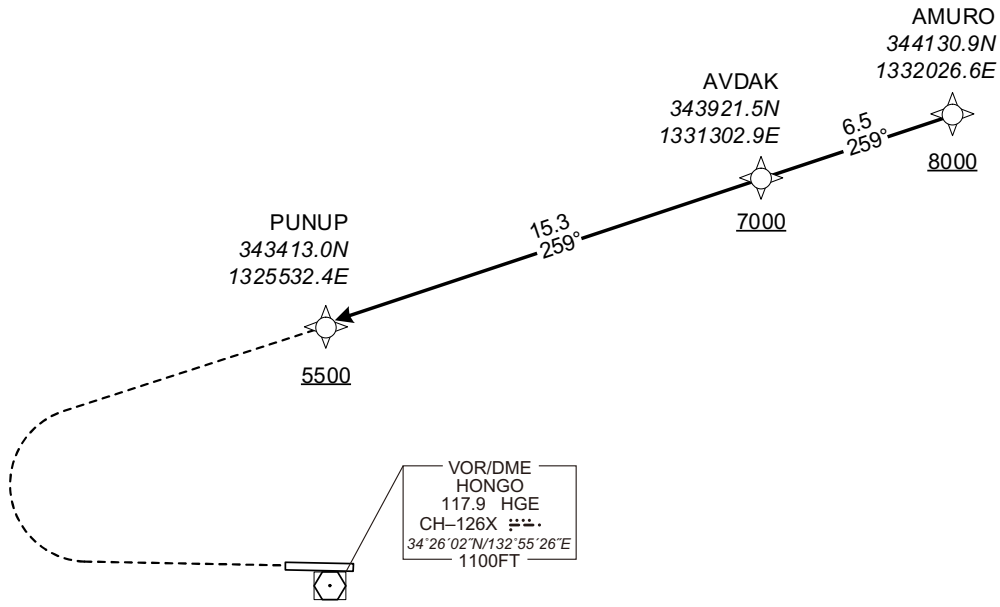 AMURO
344130.9N
1332026.6E
8000
AVDAK
343921.5N
1331302.9E
7000
6.5
259°
15.3
259°
PUNUP
343413.0N
1325532.4E
5500
VOR/DME
HONGO
117.9 HGE
CH–126X
34°26′02″N/132°55′26″E
1100FT